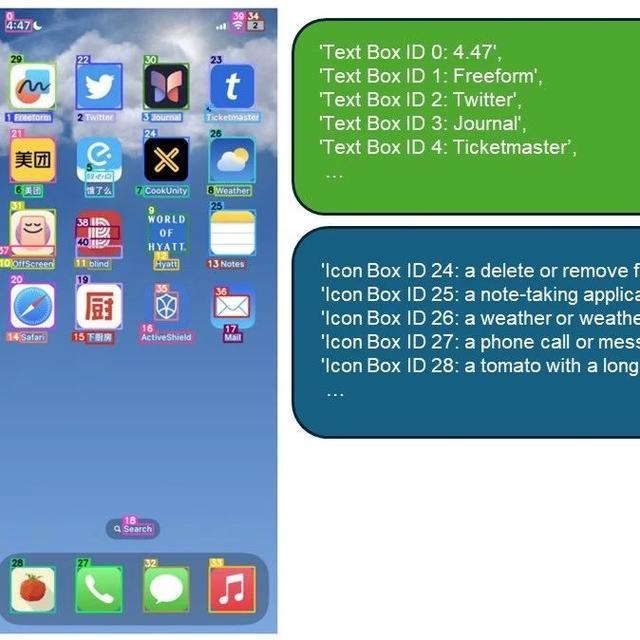 0
4:47
39 34
2
29 22 30 23
t
1 Freeform 2 Twitter 3 Journal 4 Ticketmaster
21 24 26
美团
5
放心点
6 美团 饿了么 7 CookUnity 8 Weather
31 38 9 25
WORLD
OF
HYATT.
37 40 12
10 OffScreen 11 blind Hyatt 13 Notes
20 19 35 36
厨
16 17
14 Safari 15 下厨房 ActiveShield Mail
18
Search
28 27 32 33
'Text Box ID 0: 4.47',
'Text Box ID 1: Freeform',
'Text Box ID 2: Twitter',
'Text Box ID 3: Journal',
'Text Box ID 4: Ticketmaster’,
…
'Icon Box ID 24: a delete or remove f
'Icon Box ID 25: a note-taking applica
'Icon Box ID 26: a weather or weathe
'Icon Box ID 27: a phone call or mess
'Icon Box ID 28: a tomato with a long
…